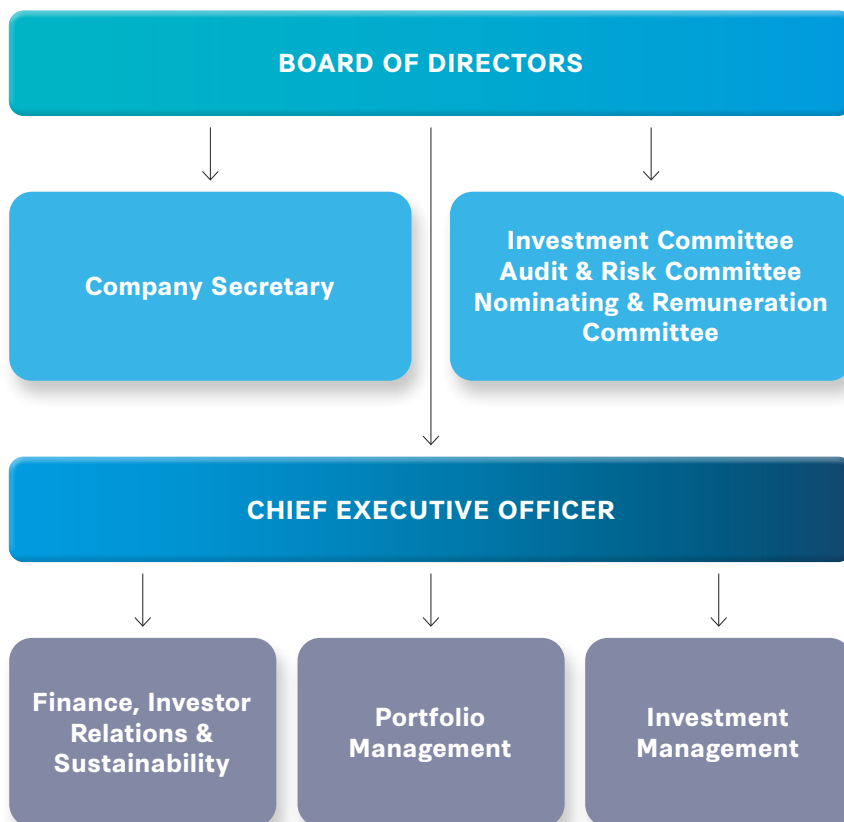 BOARD OF DIRECTORS
Company Secretary
Investment Committee
Audit & Risk Committee
Nominating & Remuneration
Committee
CHIEF EXECUTIVE OFFICER
Finance, Investor
Relations &
Sustainability
Portfolio
Management
Investment
Management